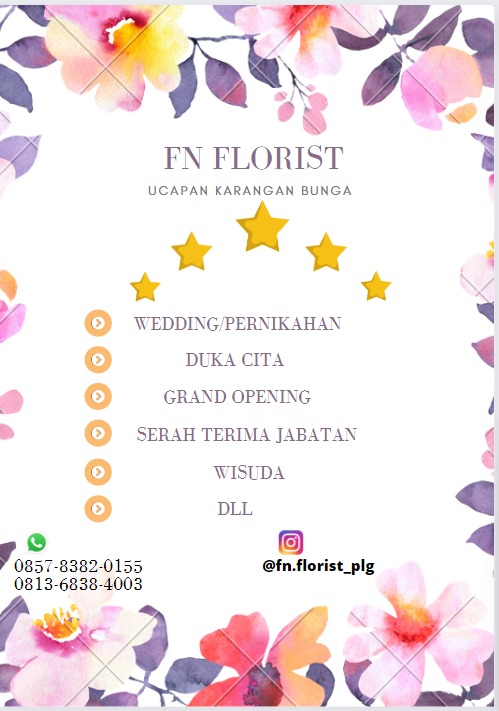 FN FLORIST
UCAPAN KARANGAN BUNGA
WEDDING/PERNIKAHAN
DUKA CITA
GRAND OPENING
SERAH TERIMA JABATAN
WISUDA
DLL
0857-8382-0155
0813-6838-4003
@fn.florist_plg